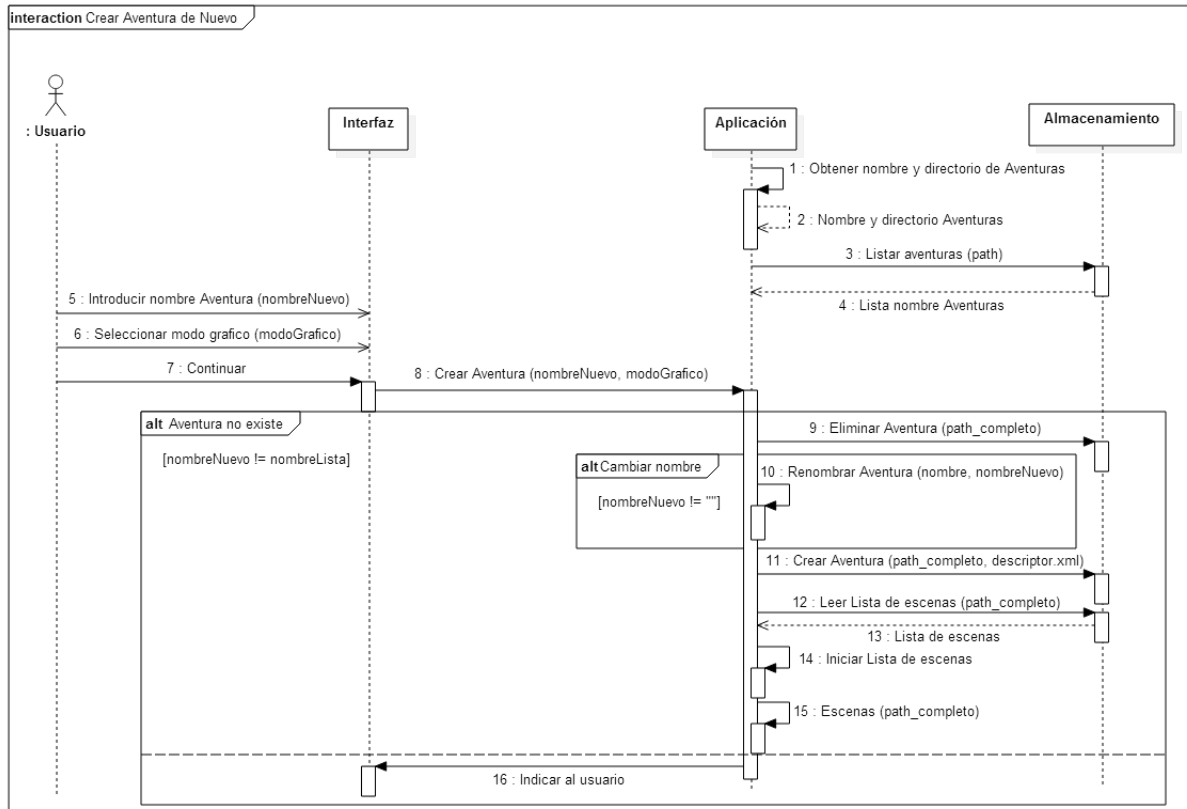 interaction Crear Aventura de Nuevo
: Usuario
Interfaz
Aplicación
Almacenamiento
1 : Obtener nombre y directorio de Aventuras
2 : Nombre y directorio Aventuras
3 : Listar aventuras (path)
4 : Lista nombre Aventuras
5 : Introducir nombre Aventura (nombreNuevo)
6 : Seleccionar modo grafico (modoGrafico)
7 : Continuar
8 : Crear Aventura (nombreNuevo, modoGrafico)
alt Aventura no existe
[nombreNuevo != nombreLista]
9 : Eliminar Aventura (path_completo)
alt Cambiar nombre
[nombreNuevo != ""]
10 : Renombrar Aventura (nombre, nombreNuevo)
11 : Crear Aventura (path_completo, descriptor.xml)
12 : Leer Lista de escenas (path_completo)
13 : Lista de escenas
14 : Iniciar Lista de escenas
15 : Escenas (path_completo)
16 : Indicar al usuario